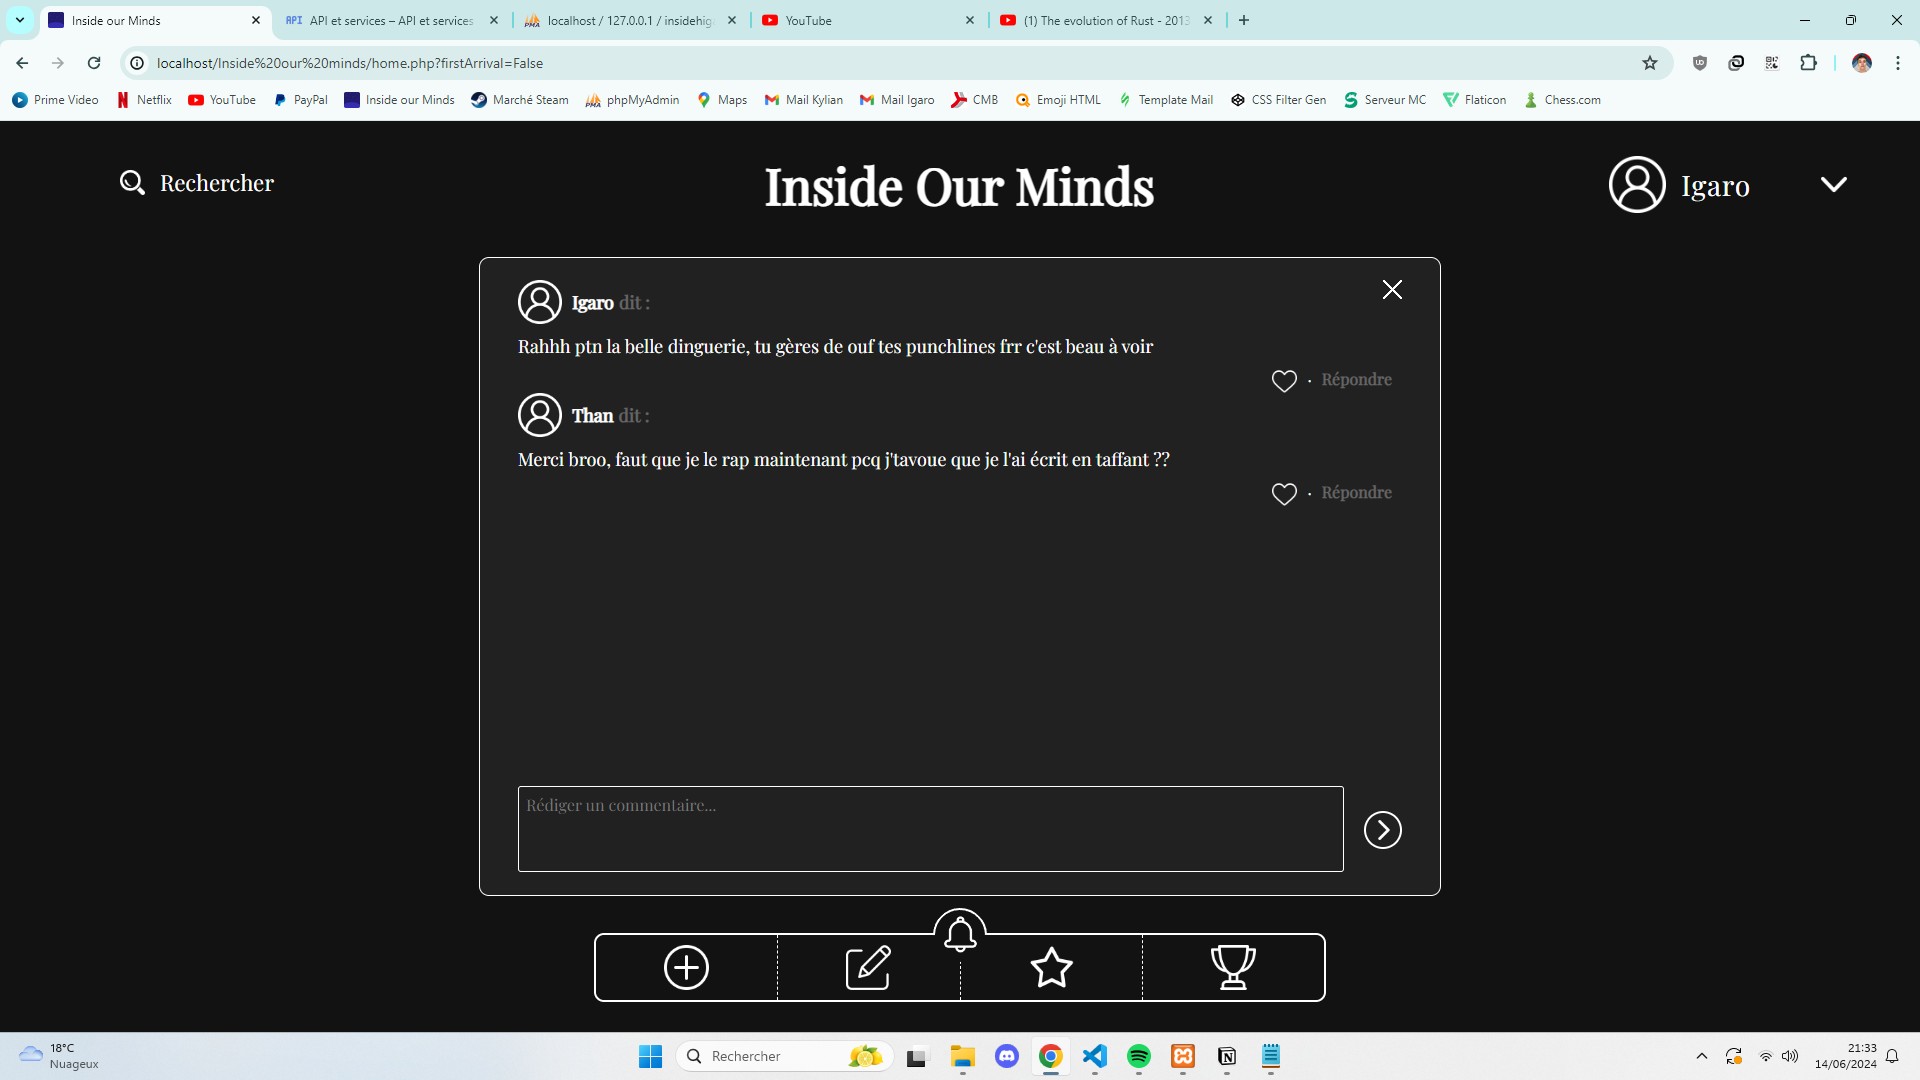 Inside our Minds
API et services – API et services
localhost / 127.0.0.1 / insidehig
YouTube
(1) The evolution of Rust - 2013
localhost/Inside%20our%20minds/home.php?firstArrival=False
Prime Video Netflix YouTube PayPal Inside our Minds Marché Steam phpMyAdmin Maps Mail Kylian Mail Igaro CMB Emoji HTML Template Mail CSS Filter Gen Serveur MC Flaticon Chess.com
Rechercher
Inside Our Minds
Igaro
Igaro dit :
Rahhh ptn la belle dinguerie, tu gères de ouf tes punchlines frr c'est beau à voir
· Répondre
Than dit :
Merci broo, faut que je le rap maintenant pcq j'tavoue que je l'ai écrit en taffant ??
· Répondre
Rédiger un commentaire...
18°C
Nuageux
Rechercher
21:33
14/06/2024